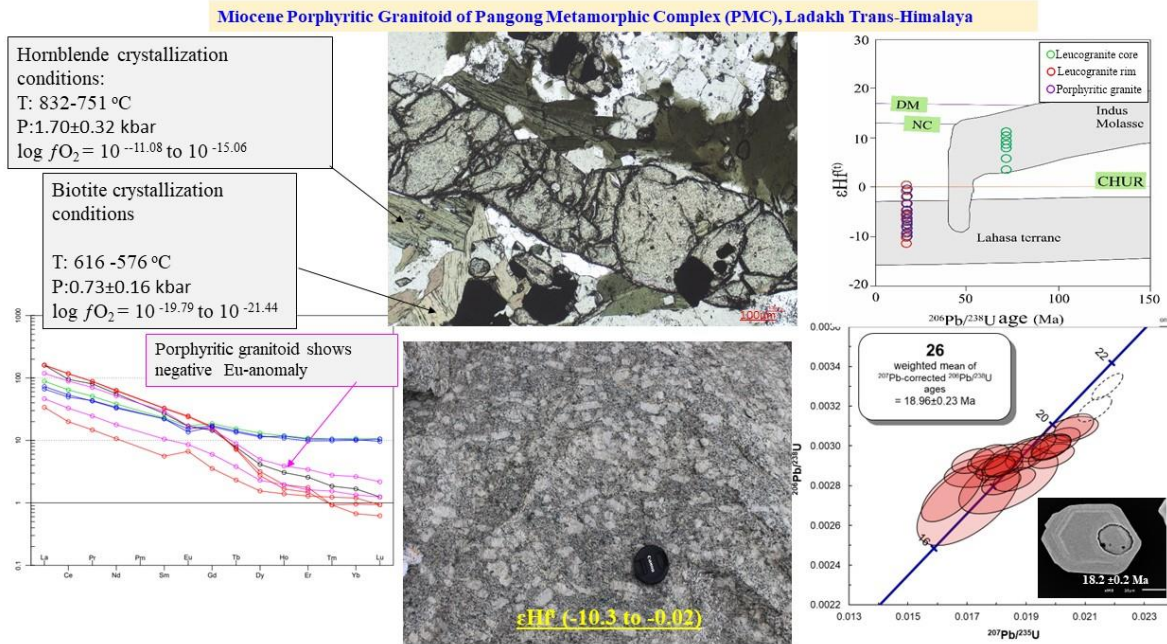 Miocene Porphyritic Granitoid of Pangong Metamorphic Complex (PMC), Ladakh Trans-Himalaya
Hornblende crystallization
conditions:
T: 832-751 ºC
P:1.70±0.32 kbar
log ƒO₂ = 10 --11.08 to 10 -15.06
Biotite crystallization
conditions
T: 616 -576 ºC
P:0.73±0.16 kbar
log ƒO₂ = 10 -19.79 to 10 -21.44
100µm
30
20
10
0
-10
-20
εHf(t)
DM
NC
Leucogranite core
Leucogranite rim
Porphyritic granite
Indus
Molasse
CHUR
Lahasa terrane
0
50
100
150
206Pb/238U age (Ma)
1000
100
10
1
0.1
Porphyritic granitoid shows
negative Eu-anomaly
La
Pr
Pm
Eu
Tb
Ho
Tm
Lu
Ce
Nd
Sm
Gd
Dy
Er
Yb
Canon
εHft (-10.3 to -0.02)
0.0034
0.0032
0.0030
0.0028
0.0026
0.0024
0.0022
206Pb/238U
26
weighted mean of
207Pb-corrected 206Pb/238U
ages
= 18.96±0.23 Ma
22
20
16
18.2 ±0.2 Ma
0.013
0.015
0.017
0.019
0.021
0.023
207Pb/235U